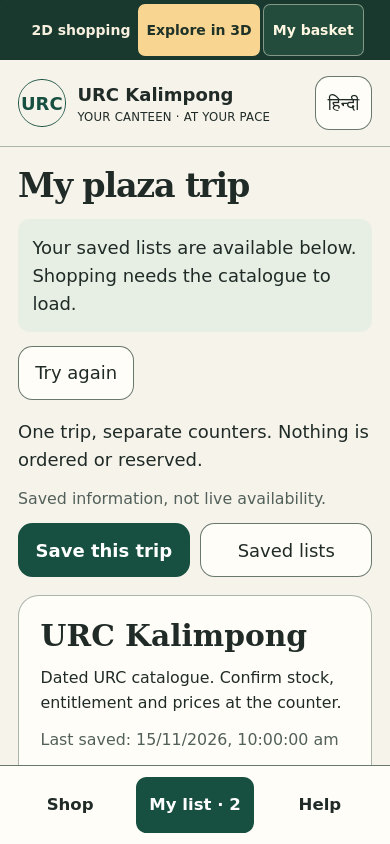 2D shopping
Explore in 3D
My basket
URC
URC Kalimpong
YOUR CANTEEN · AT YOUR PACE
हिन्दी
My plaza trip
Your saved lists are available below.
Shopping needs the catalogue to
load.
Try again
One trip, separate counters. Nothing is
ordered or reserved.
Saved information, not live availability.
Save this trip
Saved lists
URC Kalimpong
Dated URC catalogue. Confirm stock,
entitlement and prices at the counter.
Last saved: 15/11/2026, 10:00:00 am
Shop
My list · 2
Help